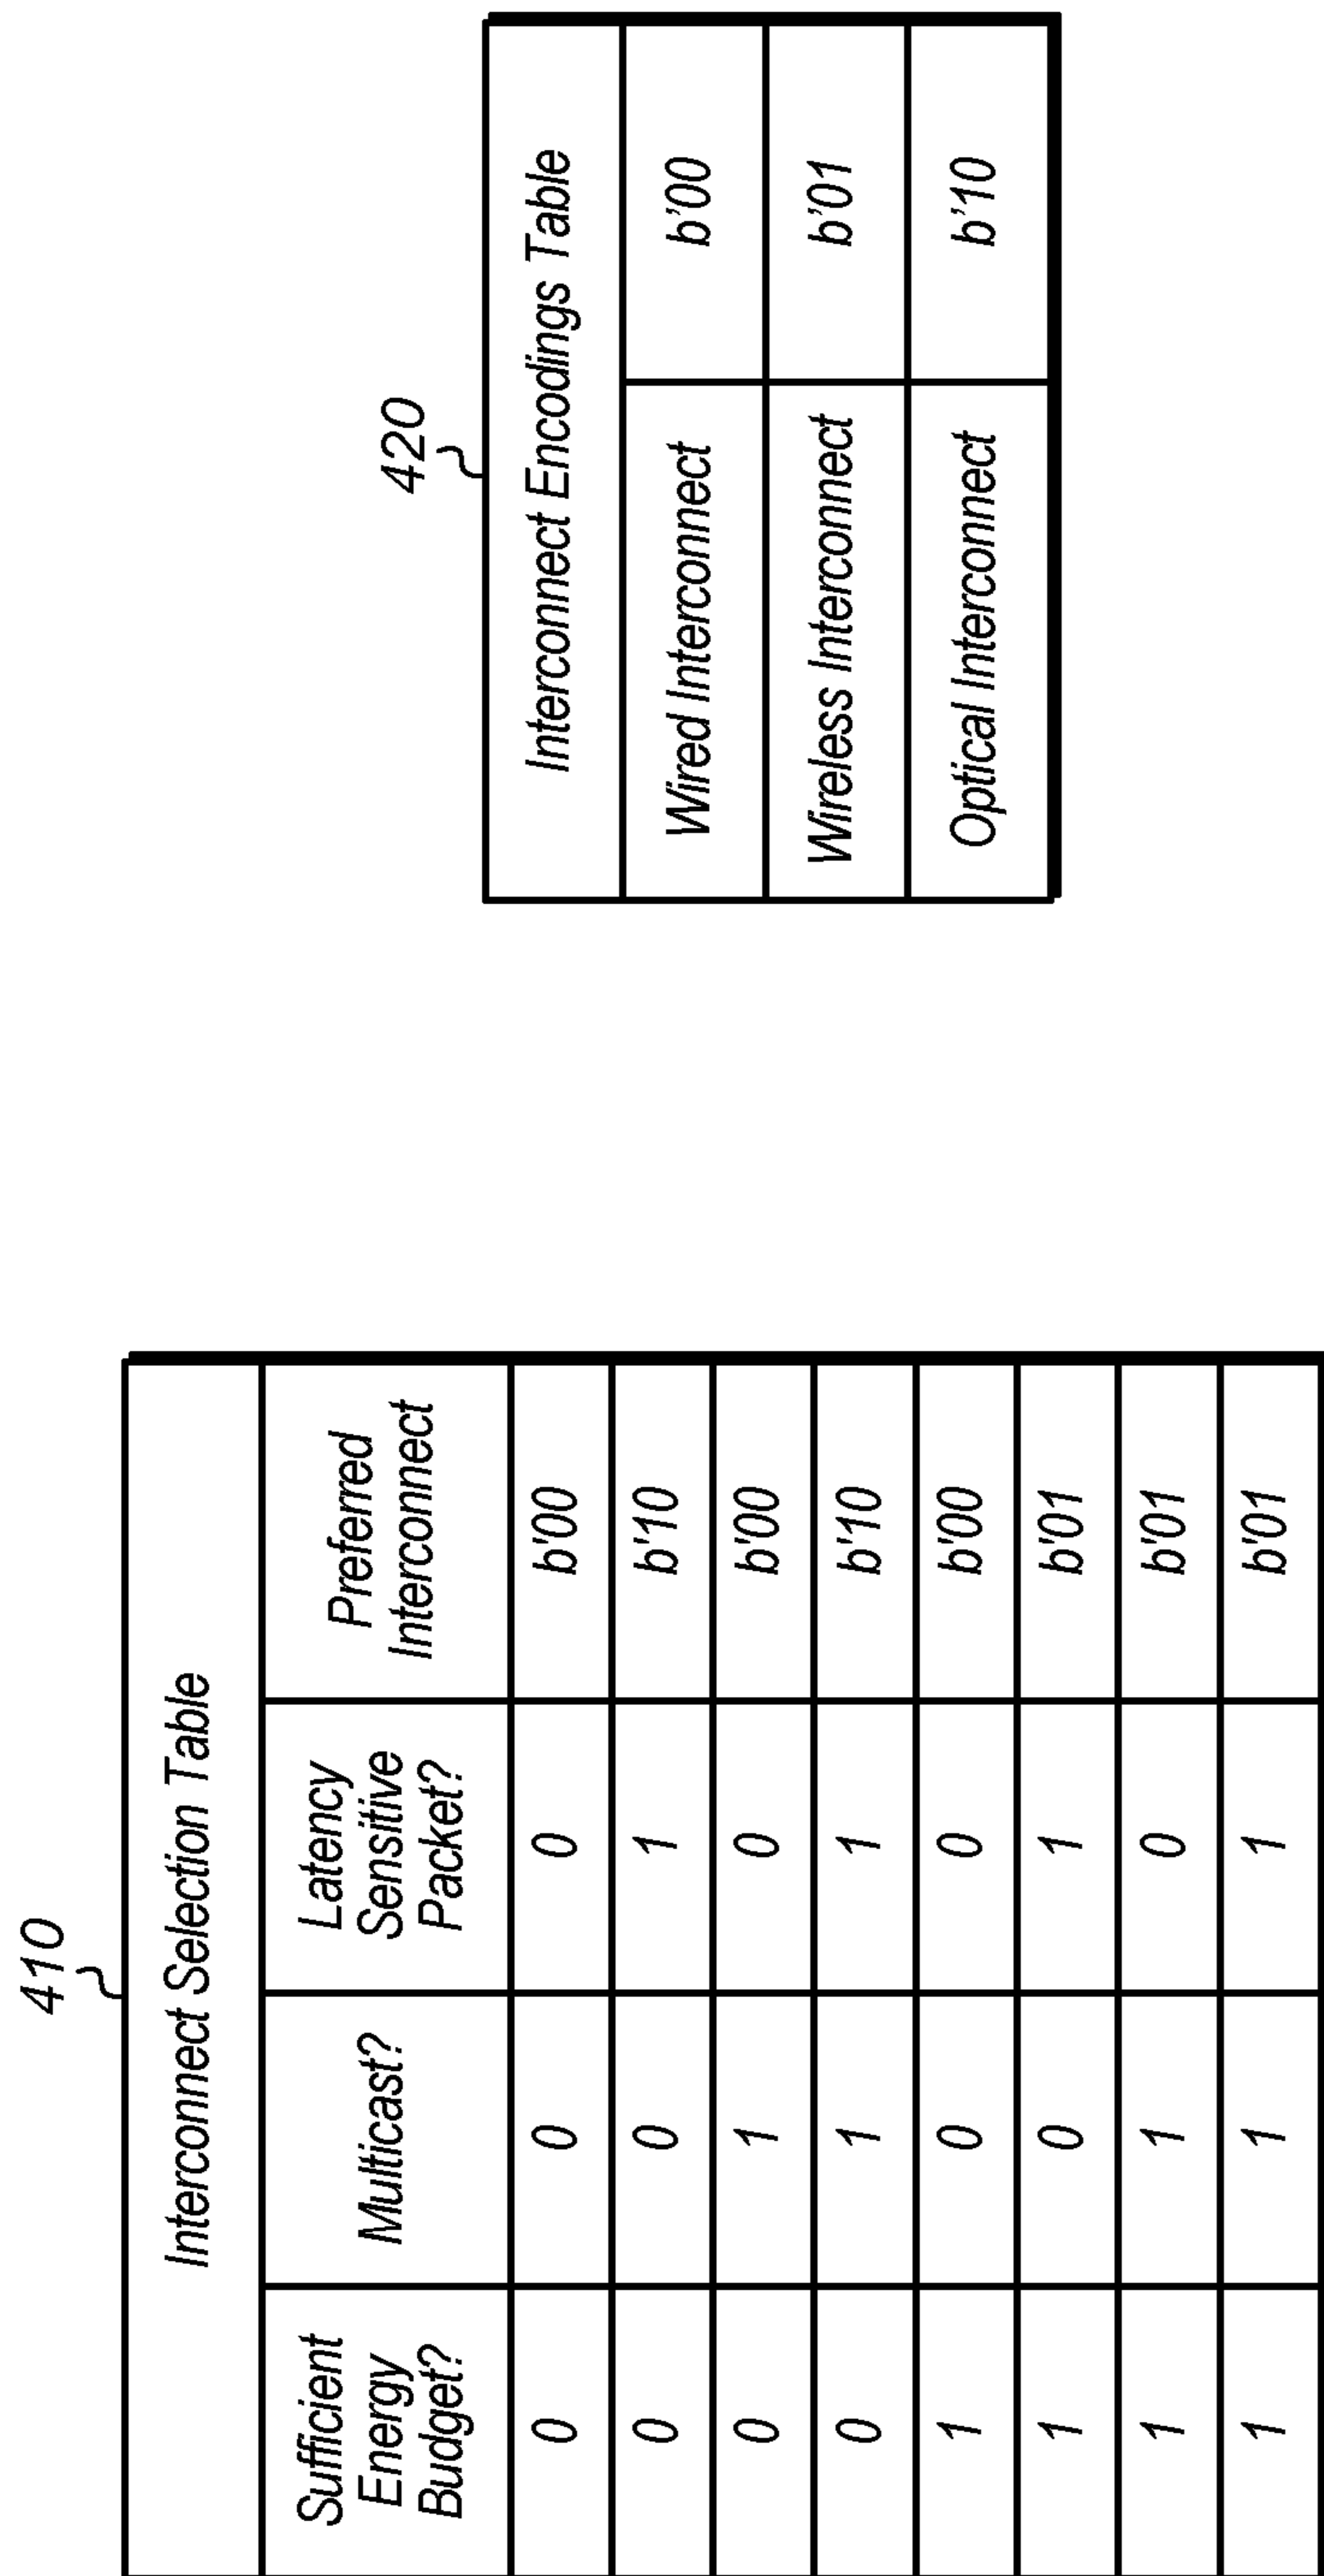 410
Interconnect Selection Table
Sufficient Energy Budget? Multicast? Latency Sensitive Packet? Preferred Interconnect
0 0 0 b'00
0 0 1 b'10
0 1 0 b'00
0 1 1 b'10
1 0 0 b'00
1 0 1 b'01
1 1 0 b'01
1 1 1 b'01
420
Interconnect Encodings Table
Wired Interconnect b'00
Wireless Interconnect b'01
Optical Interconnect b'10